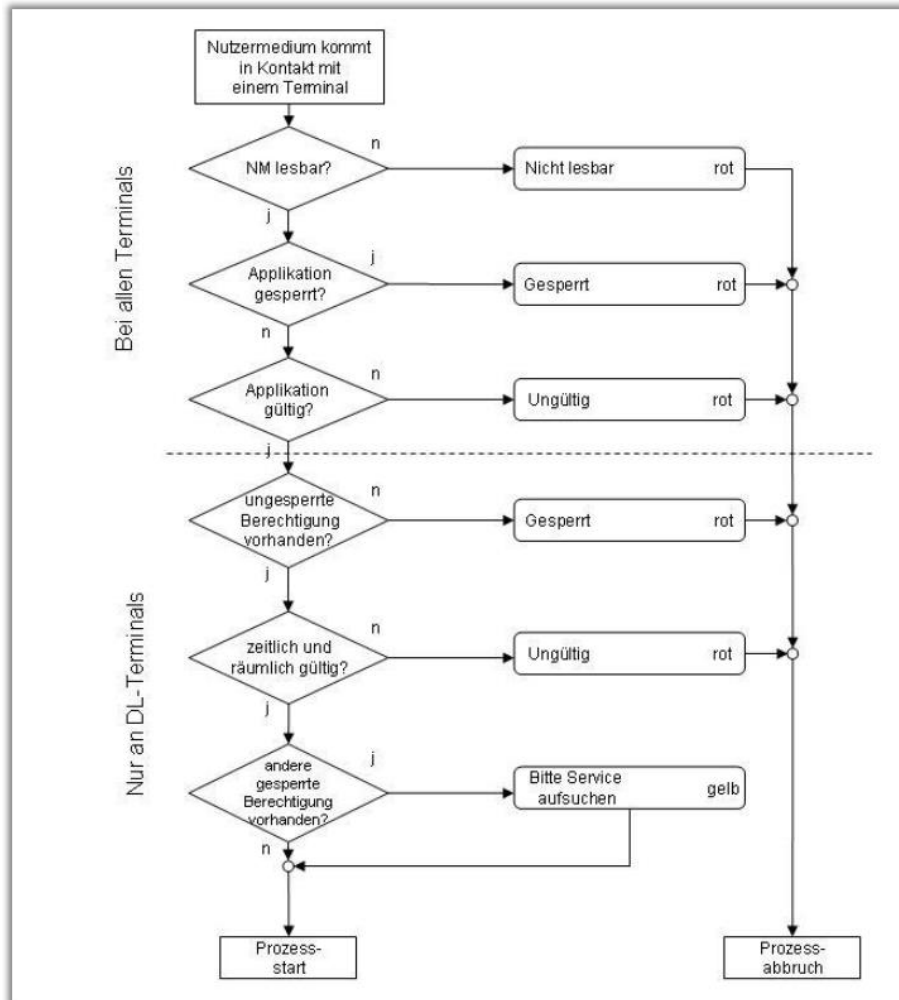 Nutzermedium kommt
in Kontakt mit
einem Terminal
n
NM lesbar?
Nicht lesbar rot
j
Bei allen Terminals
j
Applikation
gesperrt?
Gesperrt rot
n
n
Applikation
gültig?
Ungültig rot
j
n
ungesperrte
Berechtigung
vorhanden?
Gesperrt rot
j
Nur an DL-Terminals
n
zeitlich und
räumlich gültig?
Ungültig rot
j
j
andere
gesperrte
Berechtigung
vorhanden?
Bitte Service
aufsuchen gelb
n
Prozess-
start
Prozess-
abbruch